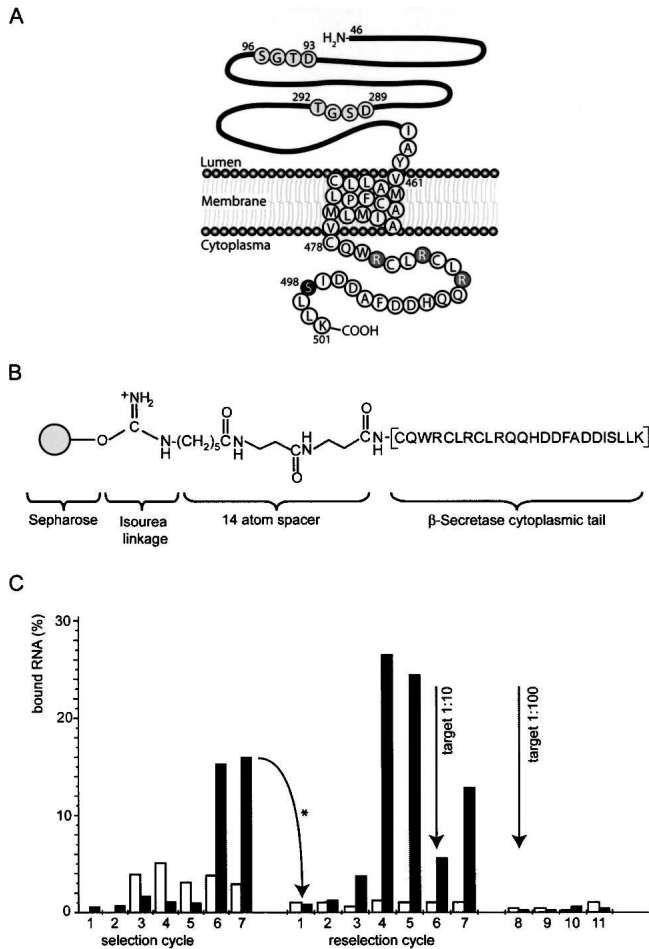 A
H₂N- 46
96 S G T D 93
292 T G S D 289
I
A
Y
Lumen
V 461
C L L A M
Membrane
L P F C A
M L M I A
Cytoplasma
V
478 C Q W R C L R C L R
498 S I D D A F D D H Q Q
L
L
K -COOH
501
B
+NH₂
O C N H -(CH₂)₅ O HN O N H O C NH -[CQWRCLRCLRQQHDDFADDISLLK]
Sepharose Isourea linkage 14 atom spacer β-Secretase cytoplasmic tail
C
bound RNA (%)
30
20
10
0
*
target 1:10
target 1:100
1 2 3 4 5 6 7 1 2 3 4 5 6 7 8 9 10 11
selection cycle reselection cycle